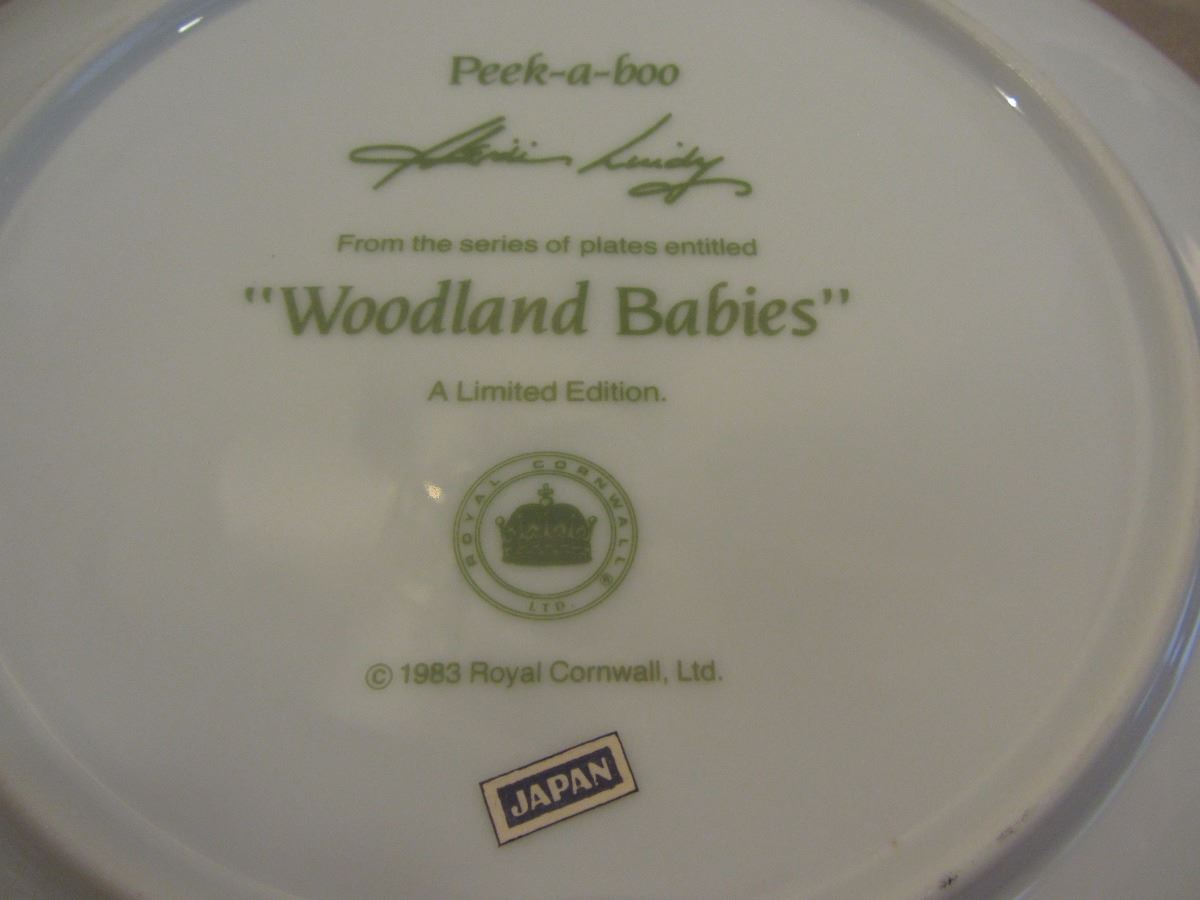 Peek-a-boo
From the series of plates entitled
"Woodland Babies"
A Limited Edition.
ROYAL CORNWALL ®
LTD.
© 1983 Royal Cornwall, Ltd.
JAPAN